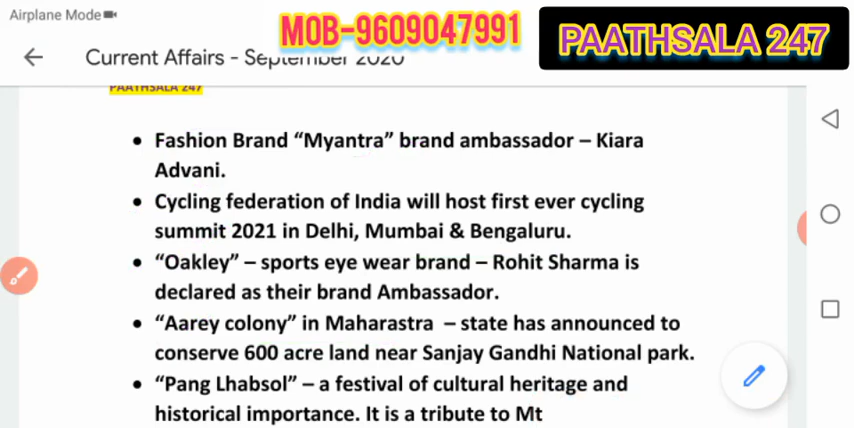 Airplane Mode
MOB-9609047991
PAATHSALA 247
Current Affairs - September 2020
PAATHSALA 247
• Fashion Brand “Myantra” brand ambassador – Kiara
Advani.
• Cycling federation of India will host first ever cycling
summit 2021 in Delhi, Mumbai & Bengaluru.
• “Oakley” – sports eye wear brand – Rohit Sharma is
declared as their brand Ambassador.
• “Aarey colony” in Maharastra – state has announced to
conserve 600 acre land near Sanjay Gandhi National park.
• “Pang Lhabsol” – a festival of cultural heritage and
historical importance. It is a tribute to Mt